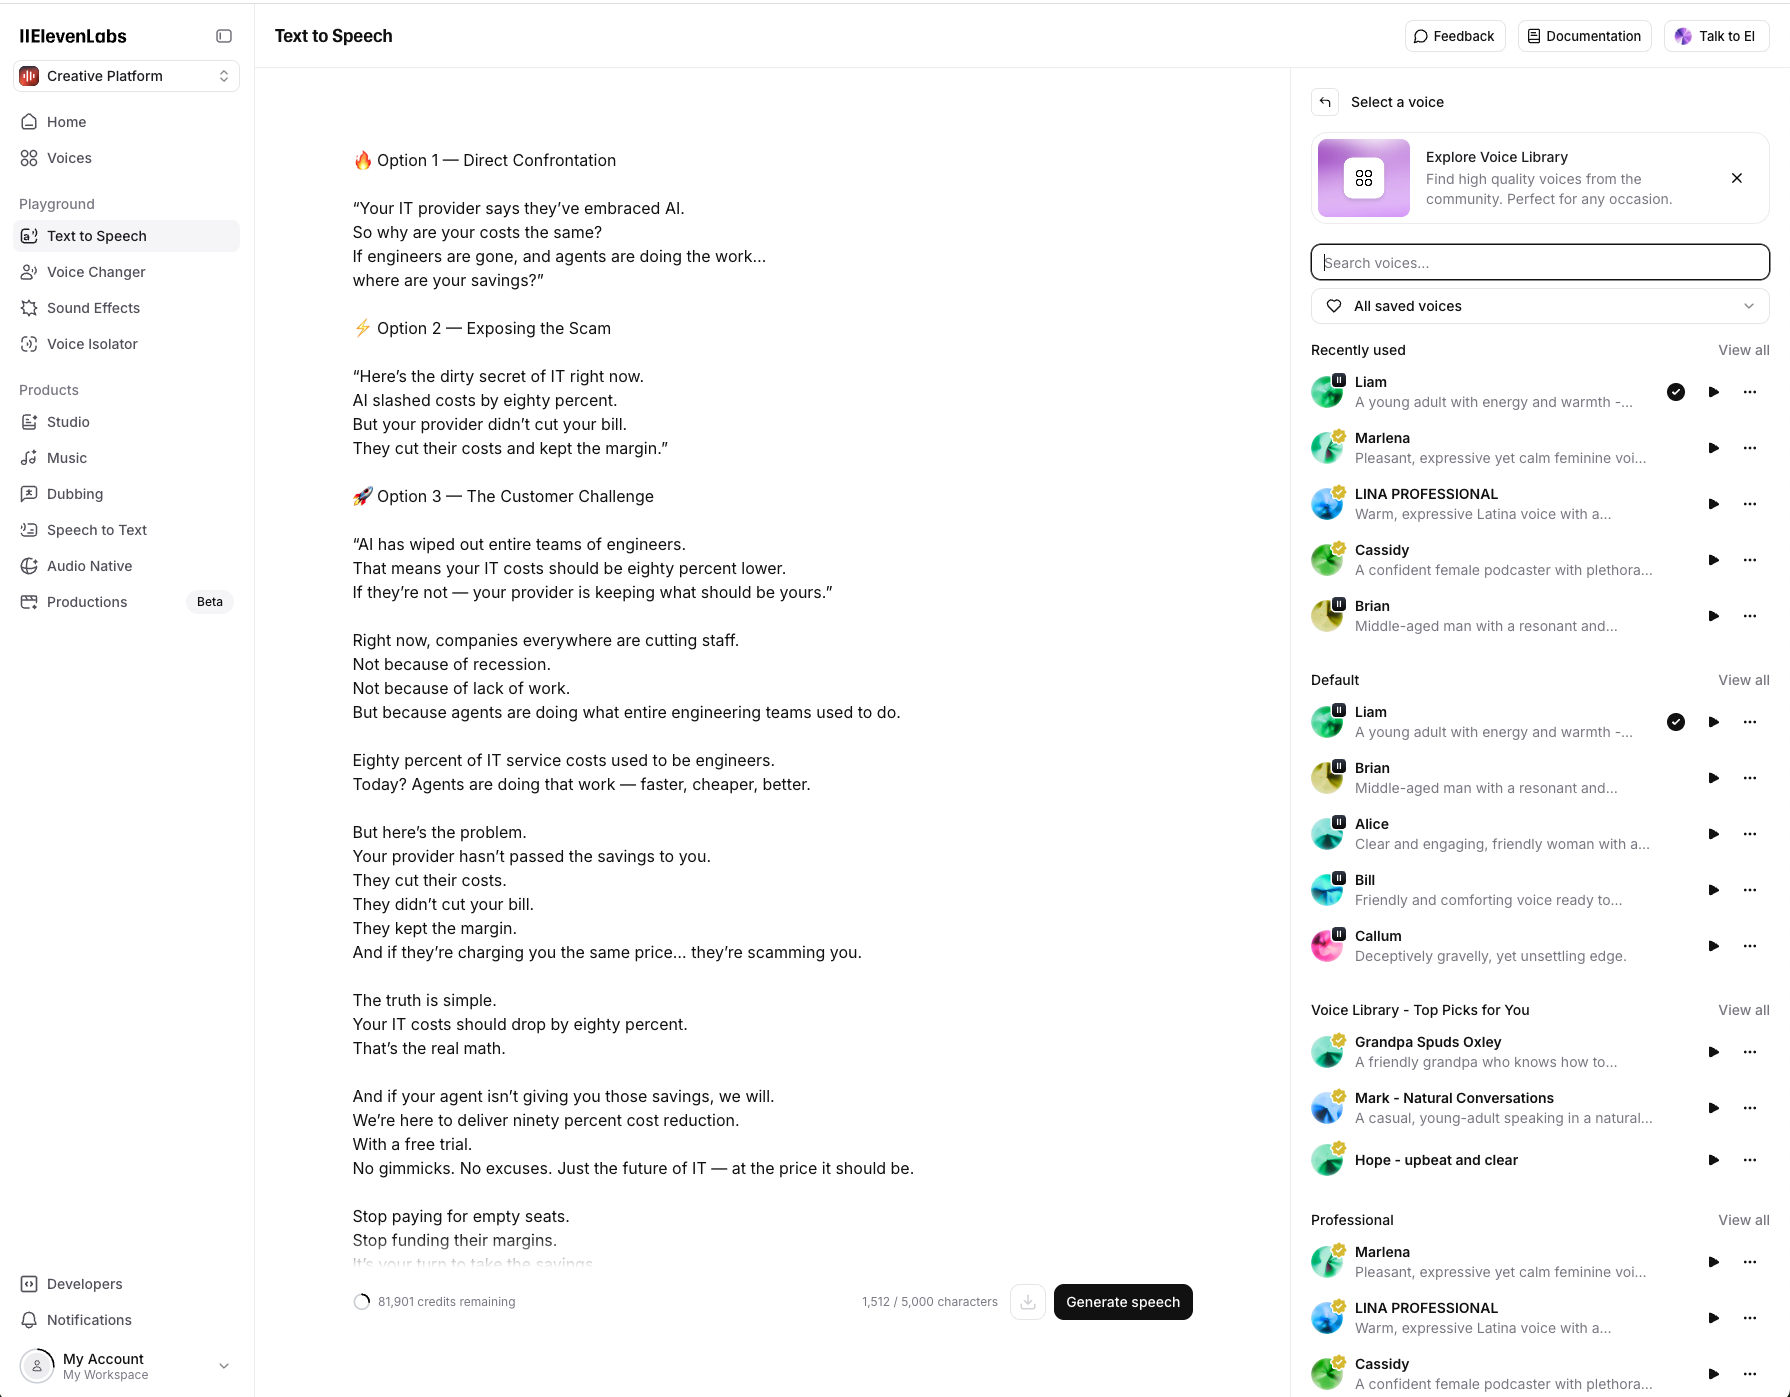 IIElevenLabs
Creative Platform
Home
Voices
Playground
Text to Speech
Voice Changer
Sound Effects
Voice Isolator
Products
Studio
Music
Dubbing
Speech to Text
Audio Native
Productions
Beta
Developers
Notifications
My Account
My Workspace
Text to Speech
Feedback
Documentation
Talk to El
🔥 Option 1 — Direct Confrontation
“Your IT provider says they’ve embraced AI.
So why are your costs the same?
If engineers are gone, and agents are doing the work…
where are your savings?”
⚡ Option 2 — Exposing the Scam
“Here’s the dirty secret of IT right now.
AI slashed costs by eighty percent.
But your provider didn’t cut your bill.
They cut their costs and kept the margin.”
🚀 Option 3 — The Customer Challenge
“AI has wiped out entire teams of engineers.
That means your IT costs should be eighty percent lower.
If they’re not — your provider is keeping what should be yours.”
Right now, companies everywhere are cutting staff.
Not because of recession.
Not because of lack of work.
But because agents are doing what entire engineering teams used to do.
Eighty percent of IT service costs used to be engineers.
Today? Agents are doing that work — faster, cheaper, better.
But here’s the problem.
Your provider hasn’t passed the savings to you.
They cut their costs.
They didn’t cut your bill.
They kept the margin.
And if they’re charging you the same price… they’re scamming you.
The truth is simple.
Your IT costs should drop by eighty percent.
That’s the real math.
And if your agent isn’t giving you those savings, we will.
We’re here to deliver ninety percent cost reduction.
With a free trial.
No gimmicks. No excuses. Just the future of IT — at the price it should be.
Stop paying for empty seats.
Stop funding their margins.
It’s your turn to take the savings
81,901 credits remaining
1,512 / 5,000 characters
Generate speech
Select a voice
Explore Voice Library
Find high quality voices from the
community. Perfect for any occasion.
Search voices...
All saved voices
Recently used
View all
Liam
A young adult with energy and warmth -...
Marlena
Pleasant, expressive yet calm feminine voi...
LINA PROFESSIONAL
Warm, expressive Latina voice with a...
Cassidy
A confident female podcaster with plethora...
Brian
Middle-aged man with a resonant and...
Default
View all
Liam
A young adult with energy and warmth -...
Brian
Middle-aged man with a resonant and...
Alice
Clear and engaging, friendly woman with a...
Bill
Friendly and comforting voice ready to...
Callum
Deceptively gravelly, yet unsettling edge.
Voice Library - Top Picks for You
View all
Grandpa Spuds Oxley
A friendly grandpa who knows how to...
Mark - Natural Conversations
A casual, young-adult speaking in a natural...
Hope - upbeat and clear
Professional
View all
Marlena
Pleasant, expressive yet calm feminine voi...
LINA PROFESSIONAL
Warm, expressive Latina voice with a...
Cassidy
A confident female podcaster with plethora...